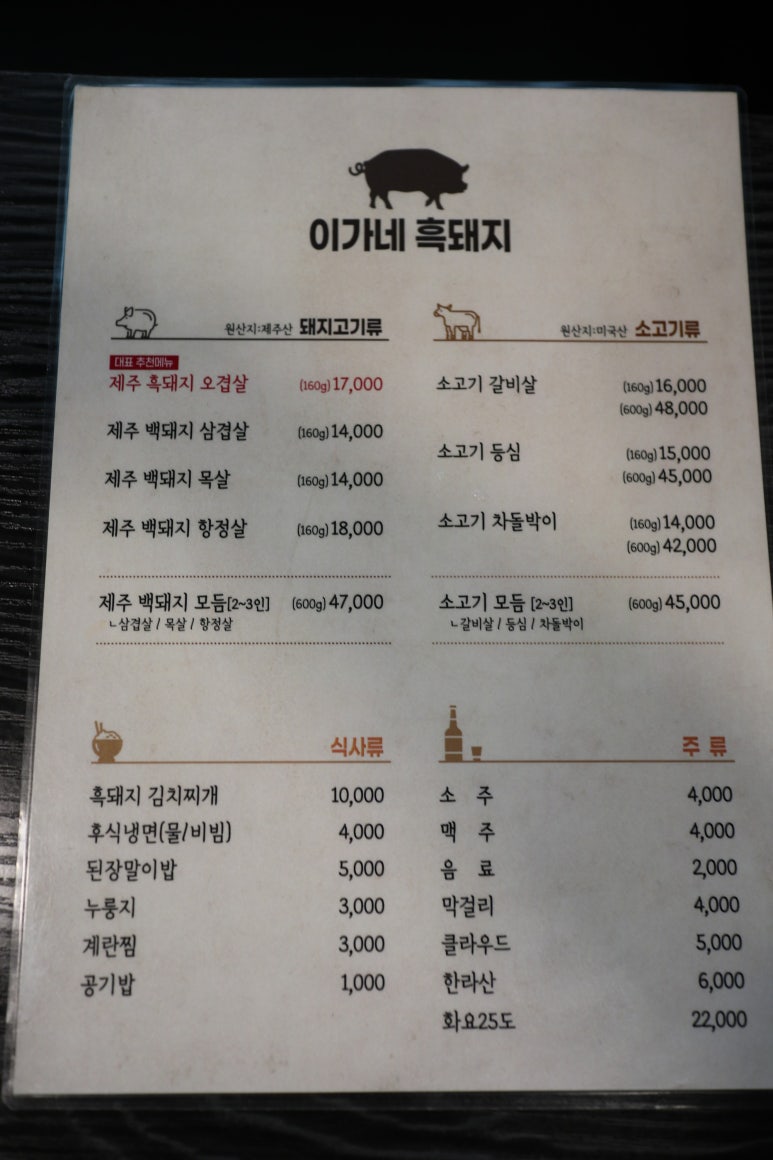 이가네 흑돼지
원산지:제주산 돼지고기류
대표 추천메뉴
제주 흑돼지 오겹살 (160g) 17,000
제주 백돼지 삼겹살 (160g) 14,000
제주 백돼지 목살 (160g) 14,000
제주 백돼지 항정살 (160g) 18,000
제주 백돼지 모듬[2~3인] (600g) 47,000
ㄴ삼겹살 / 목살 / 항정살
원산지:미국산 소고기류
소고기 갈비살 (160g) 16,000
(600g) 48,000
소고기 등심 (160g) 15,000
(600g) 45,000
소고기 차돌박이 (160g) 14,000
(600g) 42,000
소고기 모듬 [2~3인] (600g) 45,000
ㄴ갈비살 / 등심 / 차돌박이
식사류
흑돼지 김치찌개 10,000
후식냉면(물/비빔) 4,000
된장말이밥 5,000
누룽지 3,000
계란찜 3,000
공기밥 1,000
주 류
소 주 4,000
맥 주 4,000
음 료 2,000
막걸리 4,000
클라우드 5,000
한라산 6,000
화요25도 22,000